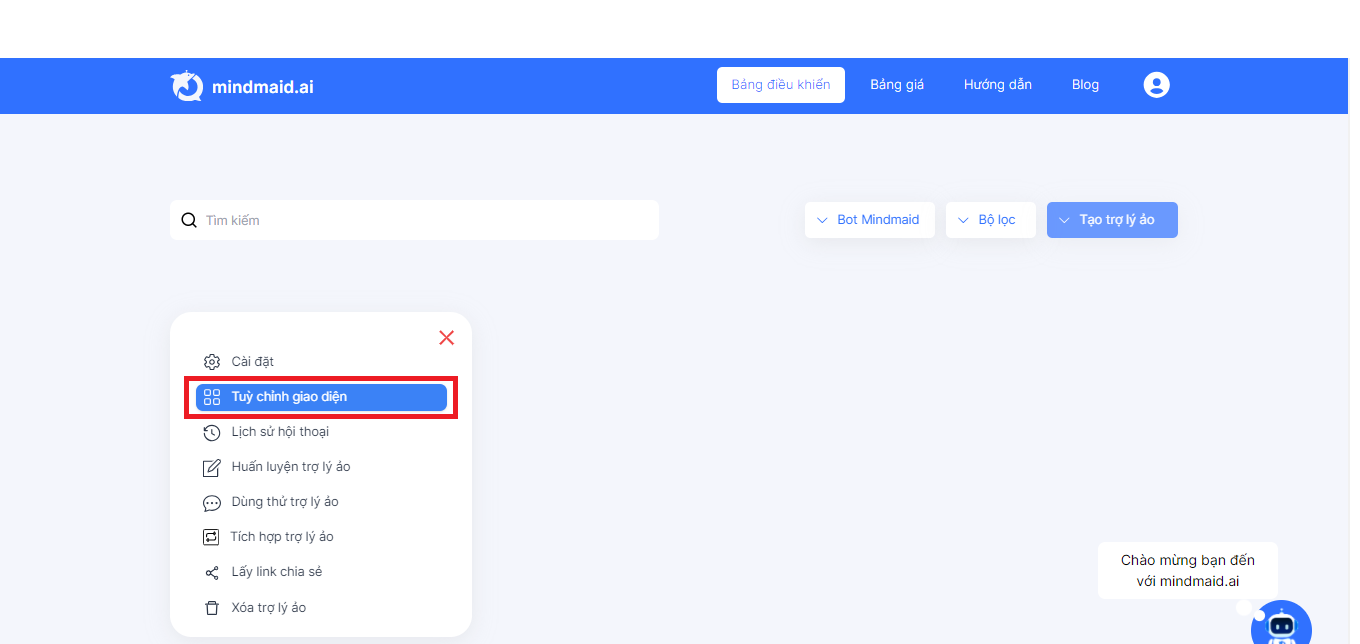 mindmaid.ai
Bảng điều khiển
Bảng giá
Hướng dẫn
Blog
Tìm kiếm
Bot Mindmaid
Bộ lọc
Tạo trợ lý ảo
Cài đặt
Tuỳ chỉnh giao diện
Lịch sử hội thoại
Huấn luyện trợ lý ảo
Dùng thử trợ lý ảo
Tích hợp trợ lý ảo
Lấy link chia sẻ
Xóa trợ lý ảo
Chào mừng bạn đến
với mindmaid.ai